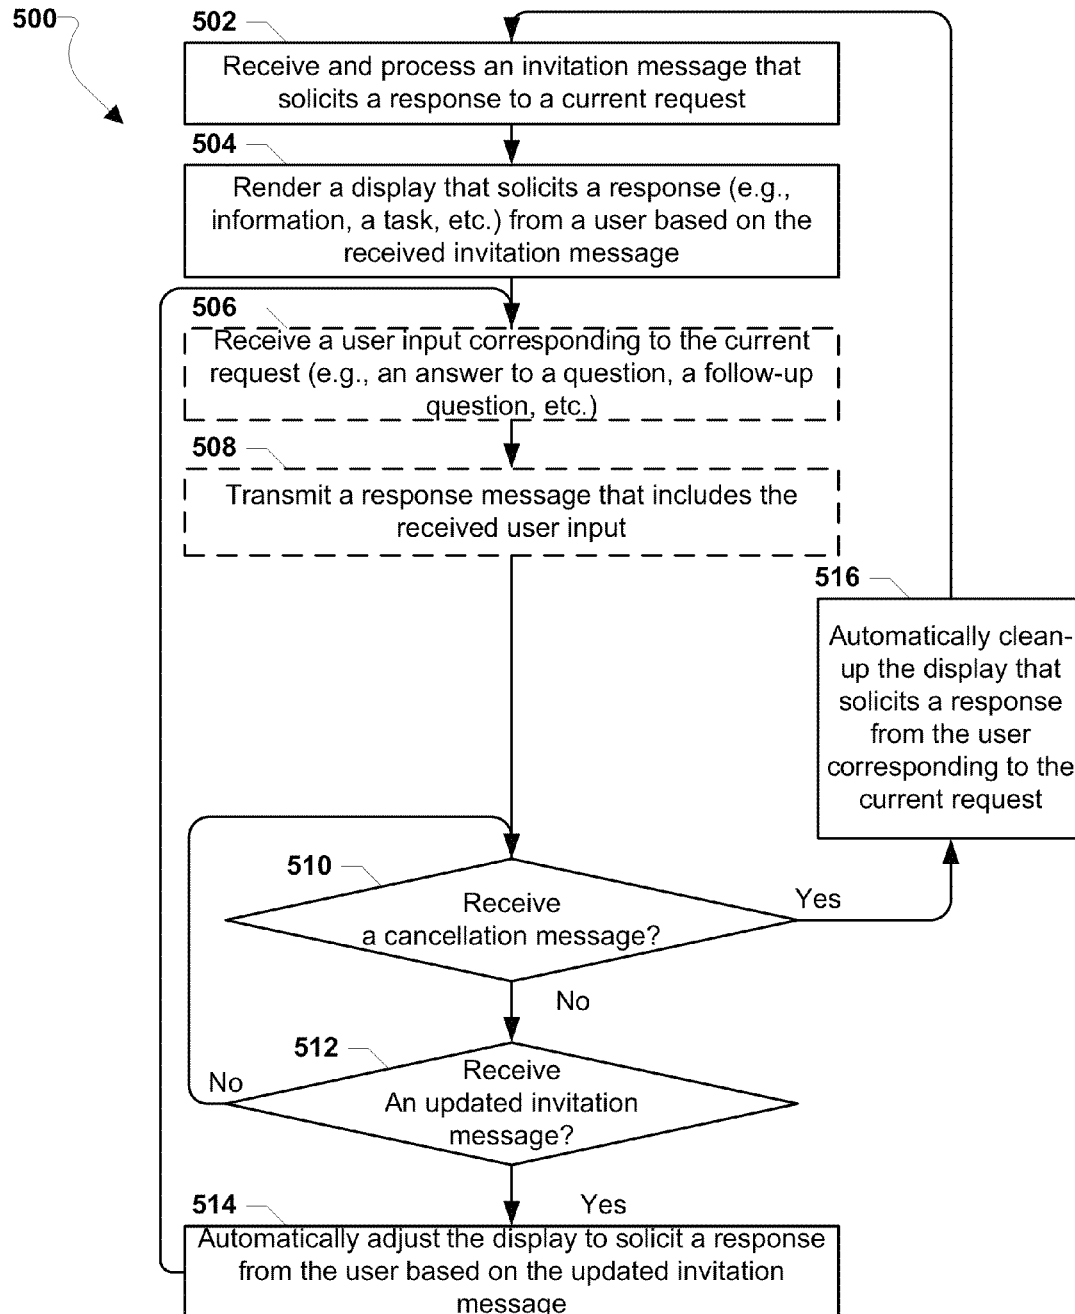 500
502
Receive and process an invitation message that
solicits a response to a current request
504
Render a display that solicits a response (e.g.,
information, a task, etc.) from a user based on the
received invitation message
506
Receive a user input corresponding to the current
request (e.g., an answer to a question, a follow-up
question, etc.)
508
Transmit a response message that includes the
received user input
516
Automatically clean-
up the display that
solicits a response
from the user
corresponding to the
current request
510
Receive
a cancellation message?
Yes
No
512
Receive
An updated invitation
message?
No
Yes
514
Automatically adjust the display to solicit a response
from the user based on the updated invitation
message